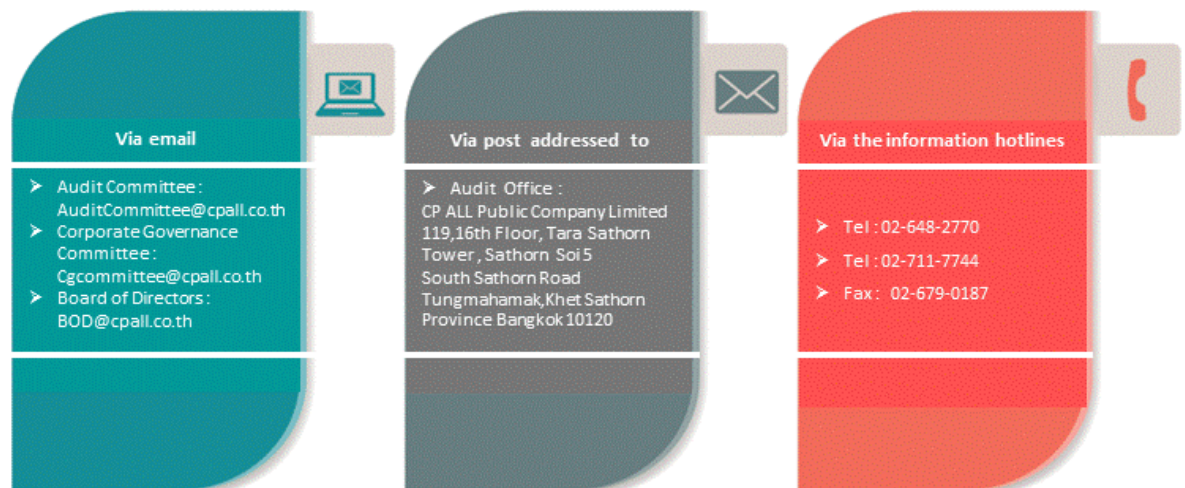 Via email
➢ Audit Committee :
AuditCommittee@cpall.co.th
➢ Corporate Governance
Committee :
Cgcommittee@cpall.co.th
➢ Board of Directors :
BOD@cpall.co.th
Via post addressed to
➢ Audit Office :
CP ALL Public Company Limited
119,16th Floor, Tara Sathorn
Tower , Sathorn Soi 5
South Sathorn Road
Tungmahamak,Khet Sathorn
Province Bangkok 10120
Via the information hotlines
➢ Tel : 02-648-2770
➢ Tel : 02-711-7744
➢ Fax : 02-679-0187